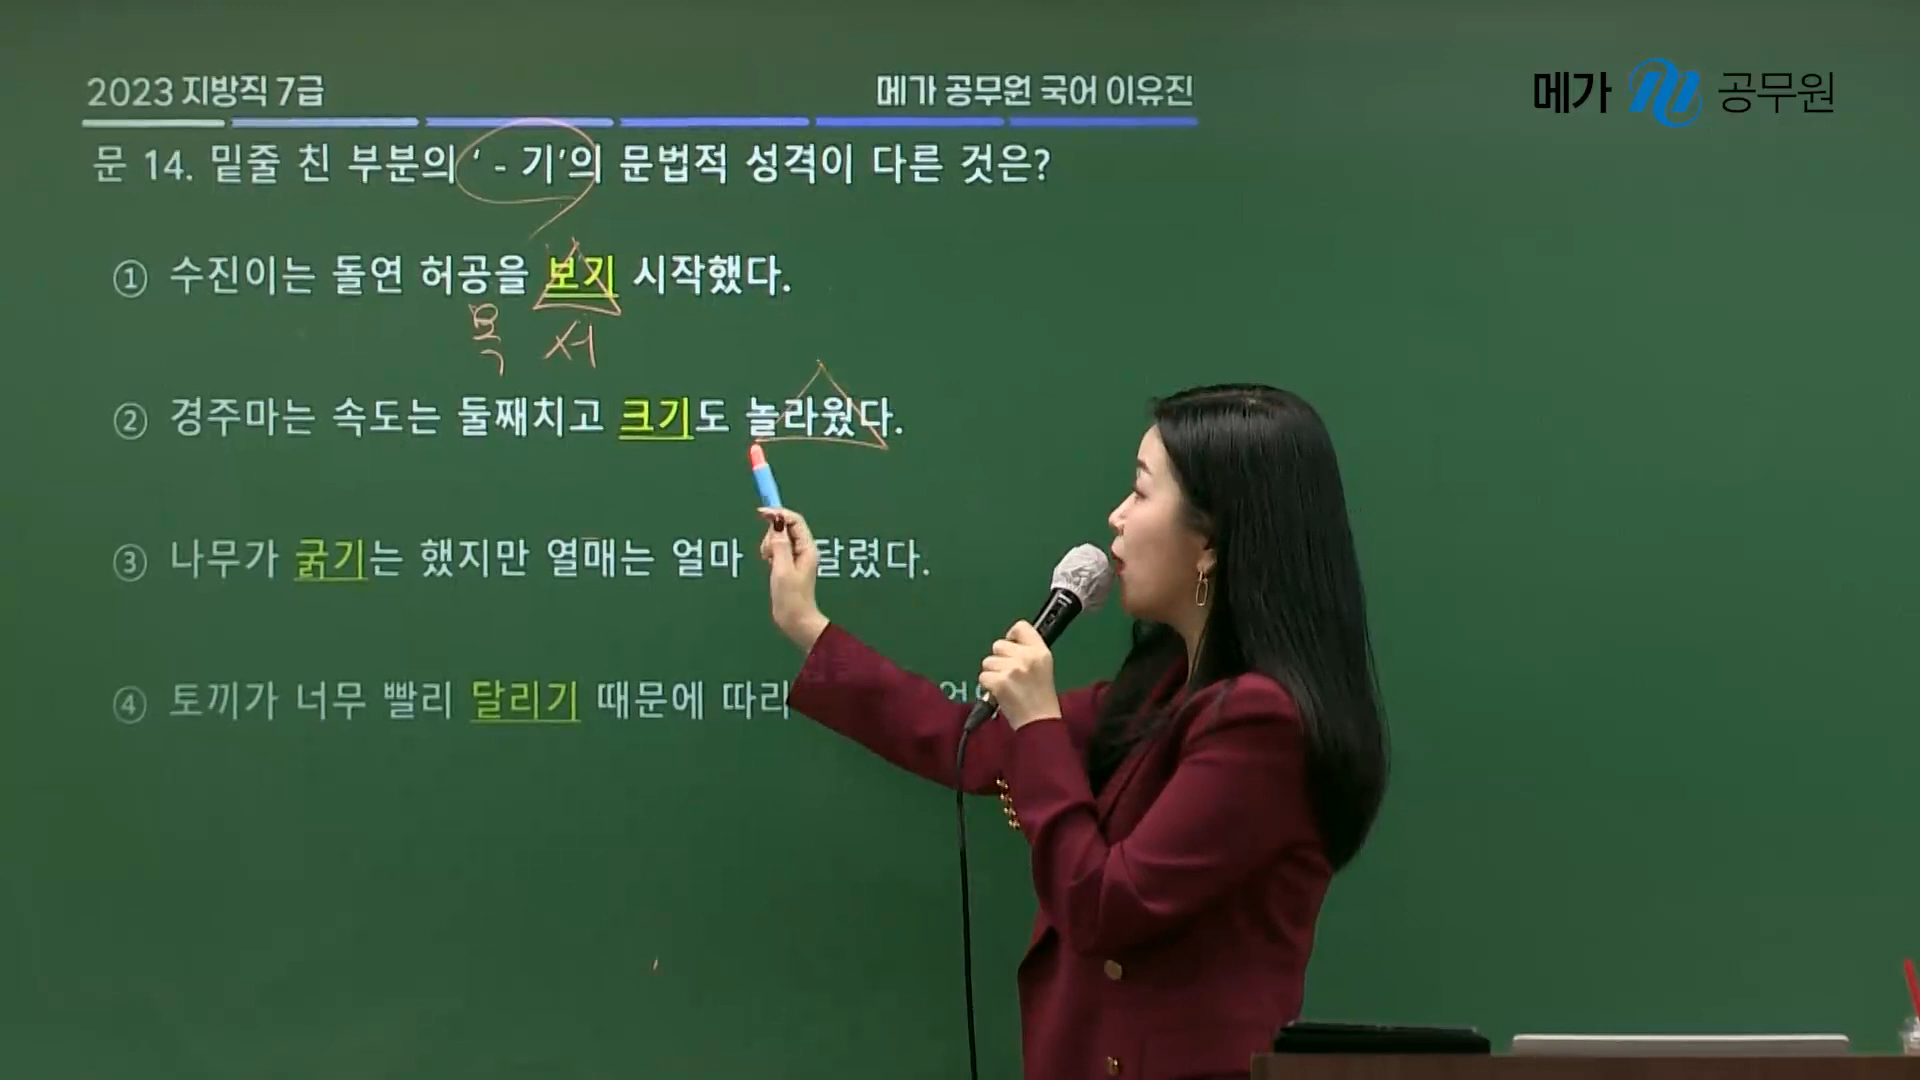 2023 지방직 7급
메가 공무원 국어 이유진
메가 공무원
문 14. 밑줄 친 부분의 ‘ - 기’의 문법적 성격이 다른 것은?
① 수진이는 돌연 허공을 보기 시작했다.
목 서
② 경주마는 속도는 둘째치고 크기도 놀라웠다.
③ 나무가 굵기는 했지만 열매는 얼마 달렸다.
④ 토끼가 너무 빨리 달리기 때문에 따라